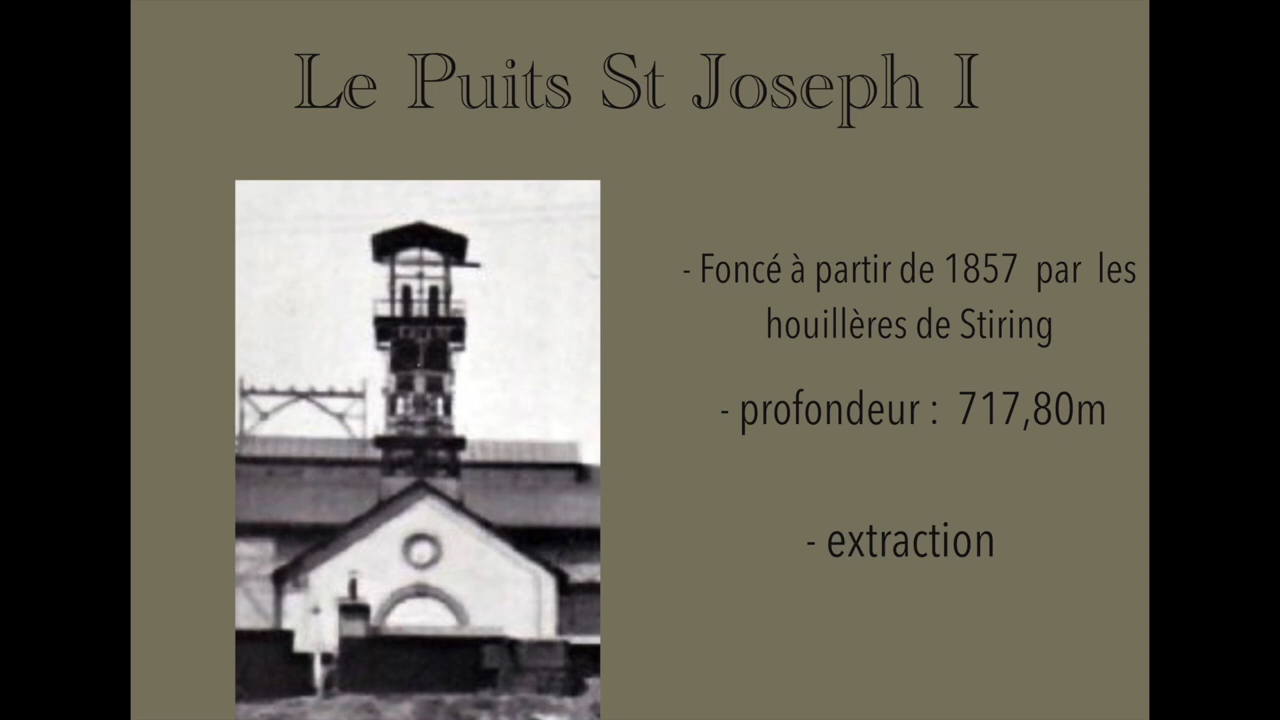 Le Puits St Joseph I
- Foncé à partir de 1857 par les
houillères de Stiring
- profondeur : 717,80m
- extraction